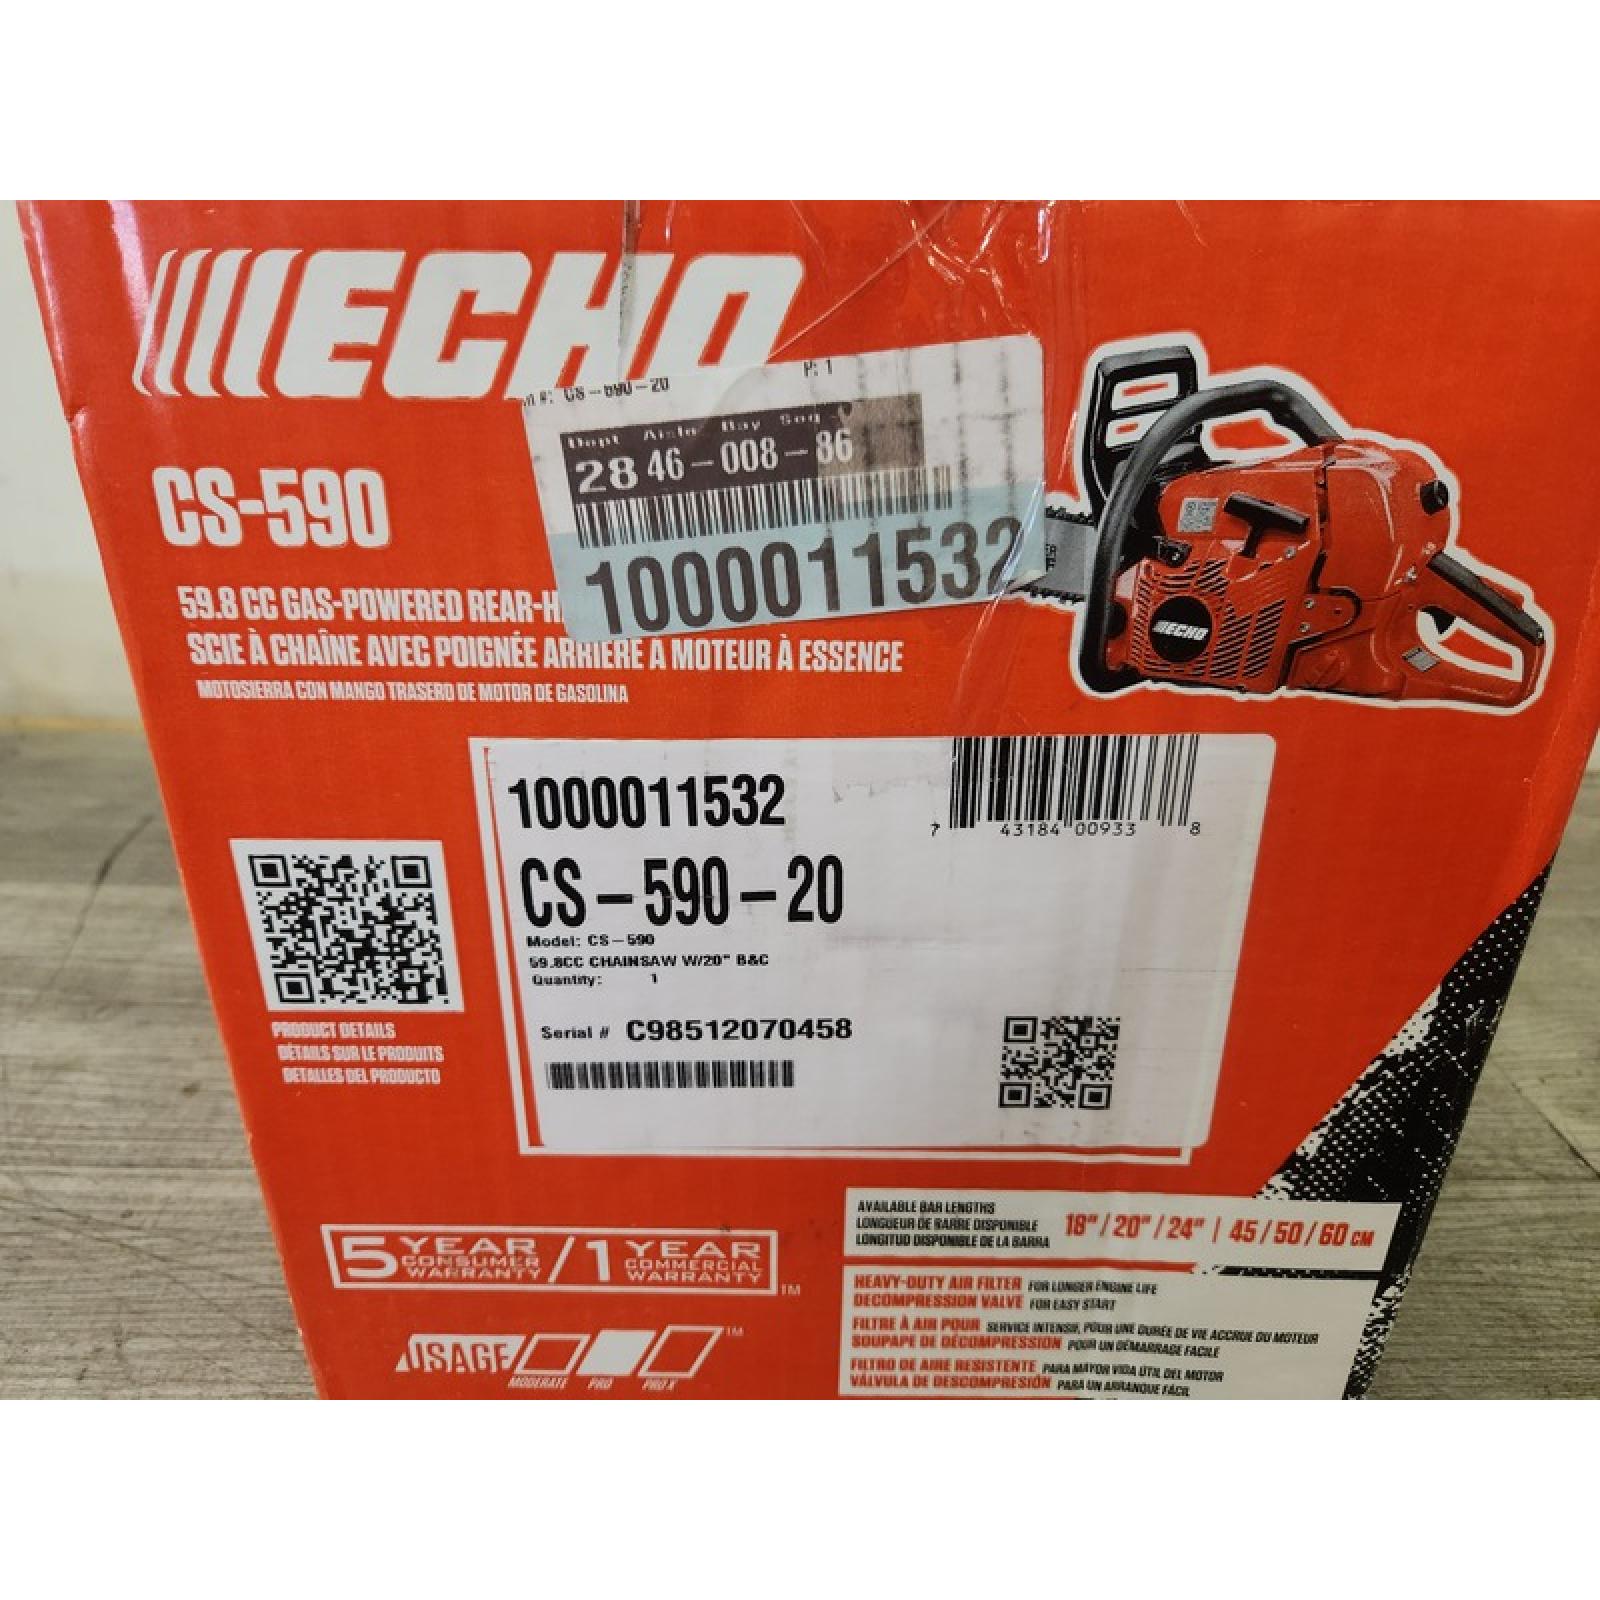 ECHO
#: CS-590-20
P: 1
Dept Aisle Bay Seq
28 46-008-86
1000011532
CS-590
59.8 CC GAS-POWERED REAR-H
SCIE À CHAÎNE AVEC POIGNÉE ARRIÈRE À MOTEUR À ESSENCE
MOTOSIERRA CON MANGO TRASERO DE MOTOR DE GASOLINA
ECHO
1000011532
7 43184 00933 8
CS-590-20
Model: CS-590
59.8CC CHAINSAW W/20" B&C
Quantity: 1
Serial # C98512070458
PRODUCT DETAILS
DÉTAILS SUR LE PRODUITS
DETALLES DEL PRODUCTO
5 YEAR CONSUMER WARRANTY / 1 YEAR COMMERCIAL WARRANTY TM
USAGE TM
MODERATE PRO PRO X
AVAILABLE BAR LENGTHS
LONGUEUR DE BARRE DISPONIBLE
LONGITUD DISPONIBLE DE LA BARRA
18" / 20" / 24" | 45 / 50 / 60 CM
HEAVY-DUTY AIR FILTER FOR LONGER ENGINE LIFE
DECOMPRESSION VALVE FOR EASY START
FILTRE À AIR POUR SERVICE INTENSIF, POUR UNE DURÉE DE VIE ACCRUE DU MOTEUR
SOUPAPE DE DÉCOMPRESSION POUR UN DÉMARRAGE FACILE
FILTRO DE AIRE RESISTENTE PARA MAYOR VIDA ÚTIL DEL MOTOR
VÁLVULA DE DESCOMPRESIÓN PARA UN ARRANQUE FÁCIL